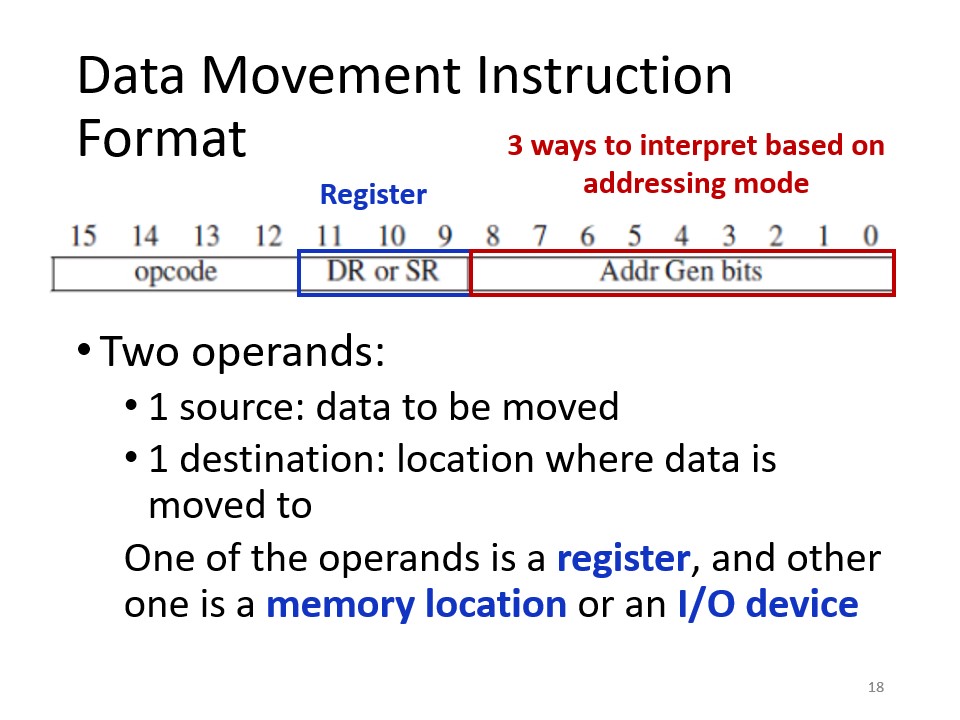 Data Movement Instruction
Format
3 ways to interpret based on
addressing mode
Register
15 14 13 12 11 10 9 8 7 6 5 4 3 2 1 0
opcode DR or SR Addr Gen bits
• Two operands:
• 1 source: data to be moved
• 1 destination: location where data is
moved to
One of the operands is a register, and other
one is a memory location or an I/O device
18